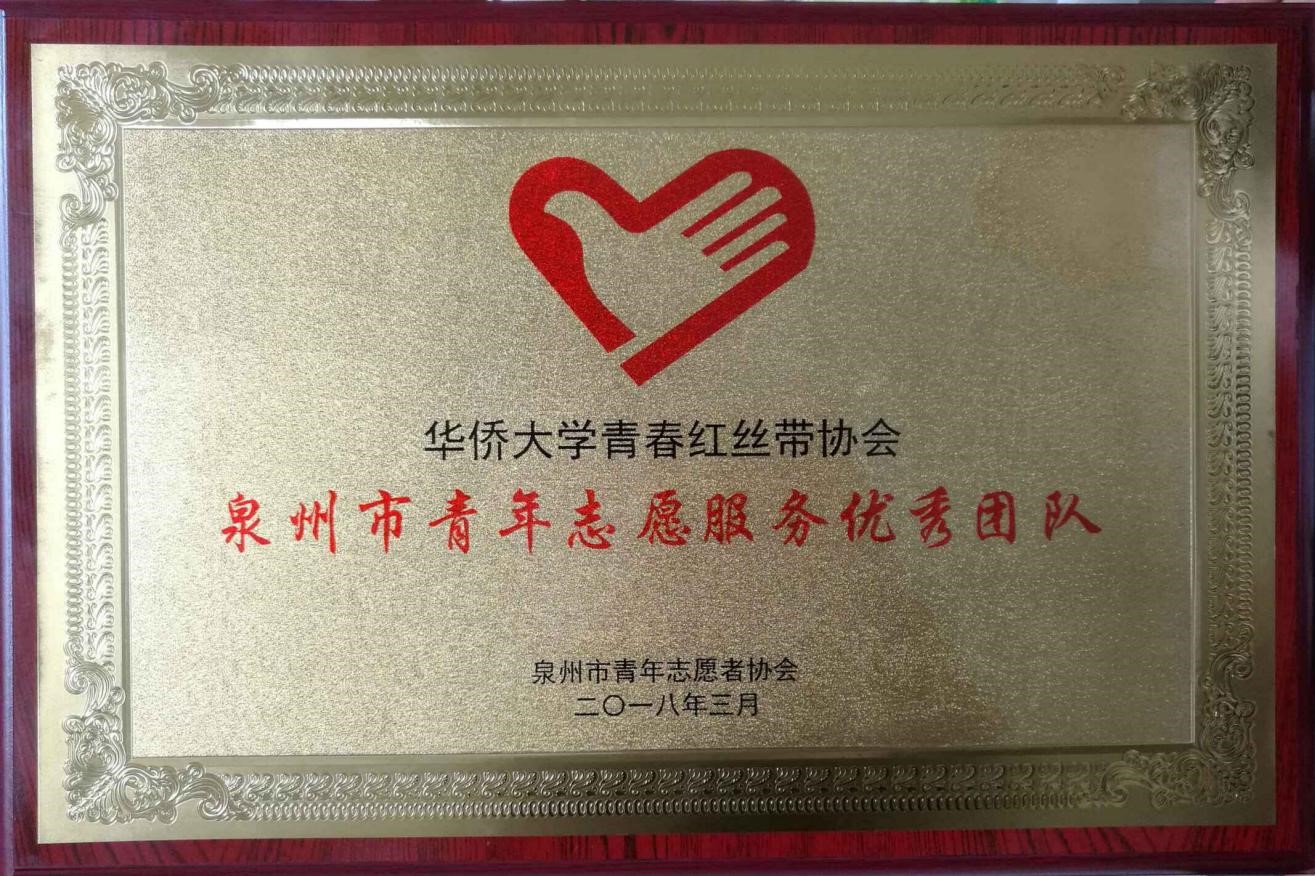 华侨大学青春红丝带协会
泉州市青年志愿服务优秀团队
泉州市青年志愿者协会
二〇一八年三月